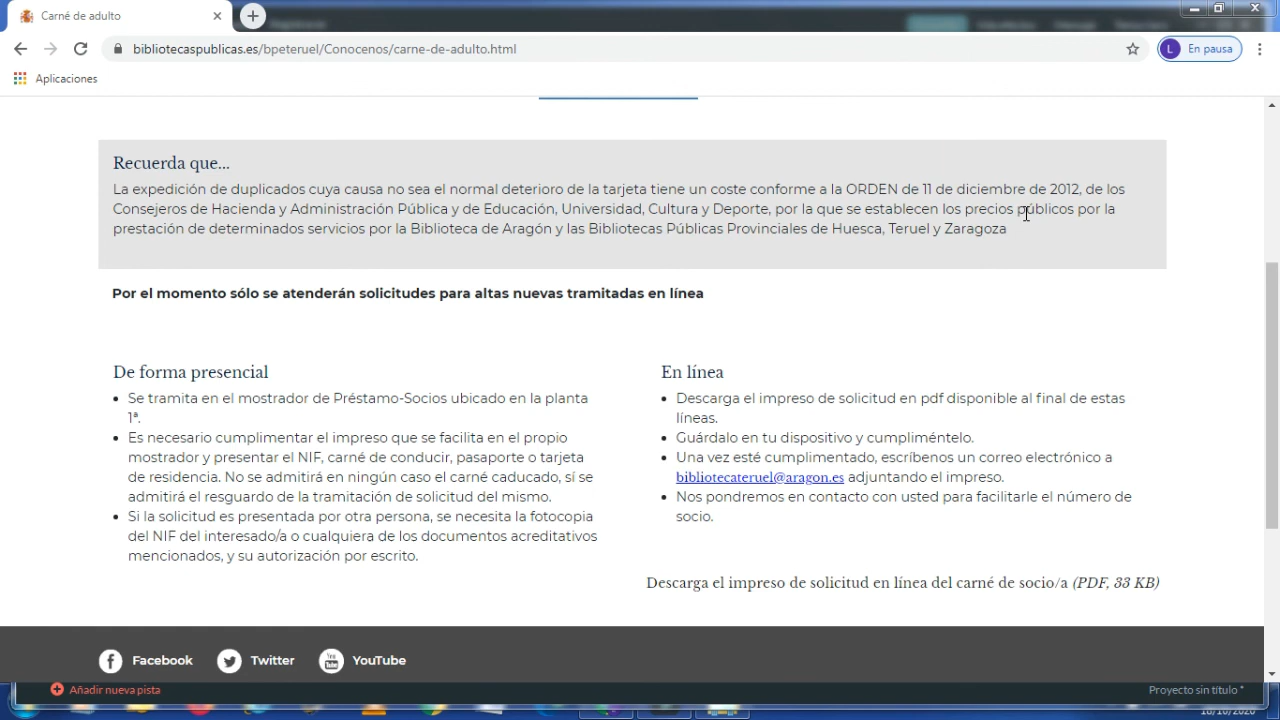 Carné de adulto
bibliotecaspublicas.es/bpeteruel/Conocenos/carne-de-adulto.html
L En pausa
Aplicaciones
Recuerda que...
La expedición de duplicados cuya causa no sea el normal deterioro de la tarjeta tiene un coste conforme a la ORDEN de 11 de diciembre de 2012, de los
Consejeros de Hacienda y Administración Pública y de Educación, Universidad, Cultura y Deporte, por la que se establecen los precios públicos por la
prestación de determinados servicios por la Biblioteca de Aragón y las Bibliotecas Públicas Provinciales de Huesca, Teruel y Zaragoza
Por el momento sólo se atenderán solicitudes para altas nuevas tramitadas en línea
De forma presencial
• Se tramita en el mostrador de Préstamo-Socios ubicado en la planta
1ª.
• Es necesario cumplimentar el impreso que se facilita en el propio
mostrador y presentar el NIF, carné de conducir, pasaporte o tarjeta
de residencia. No se admitirá en ningún caso el carné caducado, sí se
admitirá el resguardo de la tramitación de solicitud del mismo.
• Si la solicitud es presentada por otra persona, se necesita la fotocopia
del NIF del interesado/a o cualquiera de los documentos acreditativos
mencionados, y su autorización por escrito.
En línea
• Descarga el impreso de solicitud en pdf disponible al final de estas
líneas.
• Guárdalo en tu dispositivo y cumpliméntelo.
• Una vez esté cumplimentado, escríbenos un correo electrónico a
bibliotecateruel@aragon.es adjuntando el impreso.
• Nos pondremos en contacto con usted para facilitarle el número de
socio.
Descarga el impreso de solicitud en línea del carné de socio/a (PDF, 33 KB)
Facebook Twitter YouTube
Añadir nueva pista
Proyecto sin título *
18/10/2020